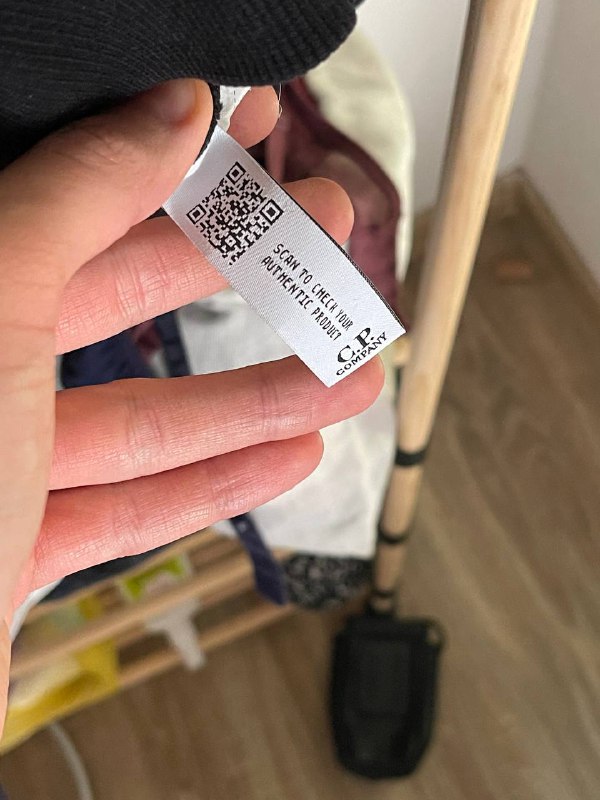 SCAN TO CHECK YOUR
AUTHENTIC PRODUCT
C.P.
COMPANY